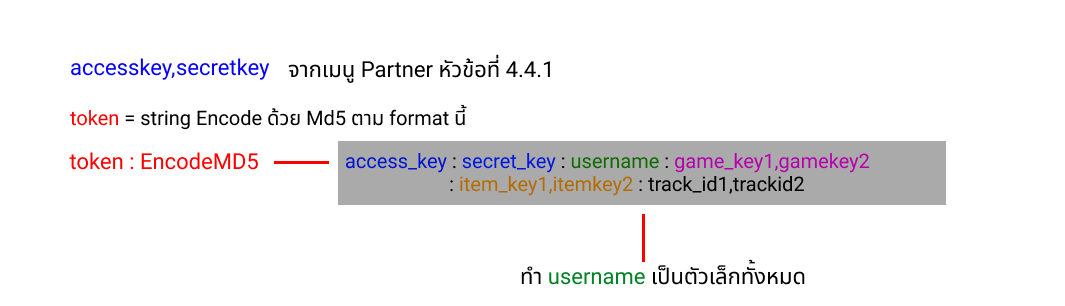 accesskey,secretkey จากเมนู Partner หัวข้อที่ 4.4.1
token = string Encode ด้วย Md5 ตาม format นี้
token : EncodeMD5 access_key : secret_key : username : game_key1,gamekey2
: item_key1,itemkey2 : track_id1,trackid2
ทำ username เป็นตัวเล็กทั้งหมด